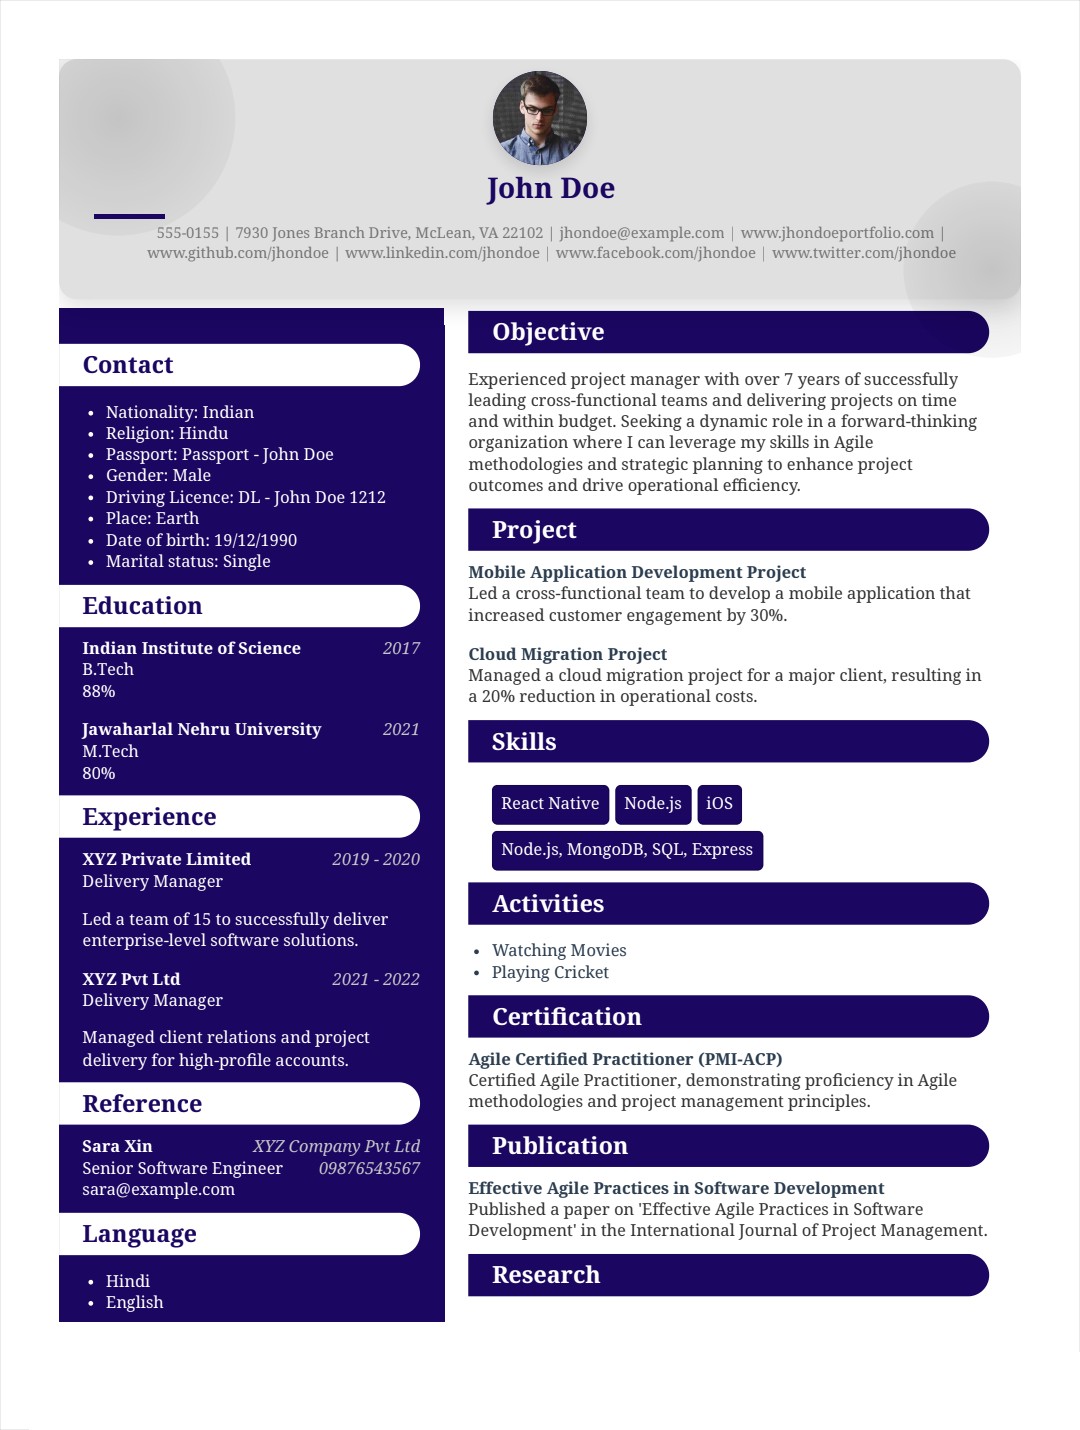 John Doe
555-0155 | 7930 Jones Branch Drive, McLean, VA 22102 | jhondoe@example.com | www.jhondoeportfolio.com |
www.github.com/jhondoe | www.linkedin.com/jhondoe | www.facebook.com/jhondoe | www.twitter.com/jhondoe
Contact
• Nationality: Indian
• Religion: Hindu
• Passport: Passport - John Doe
• Gender: Male
• Driving Licence: DL - John Doe 1212
• Place: Earth
• Date of birth: 19/12/1990
• Marital status: Single
Education
Indian Institute of Science 2017
B.Tech
88%
Jawaharlal Nehru University 2021
M.Tech
80%
Experience
XYZ Private Limited 2019 - 2020
Delivery Manager
Led a team of 15 to successfully deliver
enterprise-level software solutions.
XYZ Pvt Ltd 2021 - 2022
Delivery Manager
Managed client relations and project
delivery for high-profile accounts.
Reference
Sara Xin XYZ Company Pvt Ltd
Senior Software Engineer 09876543567
sara@example.com
Language
• Hindi
• English
Objective
Experienced project manager with over 7 years of successfully
leading cross-functional teams and delivering projects on time
and within budget. Seeking a dynamic role in a forward-thinking
organization where I can leverage my skills in Agile
methodologies and strategic planning to enhance project
outcomes and drive operational efficiency.
Project
Mobile Application Development Project
Led a cross-functional team to develop a mobile application that
increased customer engagement by 30%.
Cloud Migration Project
Managed a cloud migration project for a major client, resulting in
a 20% reduction in operational costs.
Skills
React Native Node.js iOS
Node.js, MongoDB, SQL, Express
Activities
• Watching Movies
• Playing Cricket
Certification
Agile Certified Practitioner (PMI-ACP)
Certified Agile Practitioner, demonstrating proficiency in Agile
methodologies and project management principles.
Publication
Effective Agile Practices in Software Development
Published a paper on 'Effective Agile Practices in Software
Development' in the International Journal of Project Management.
Research